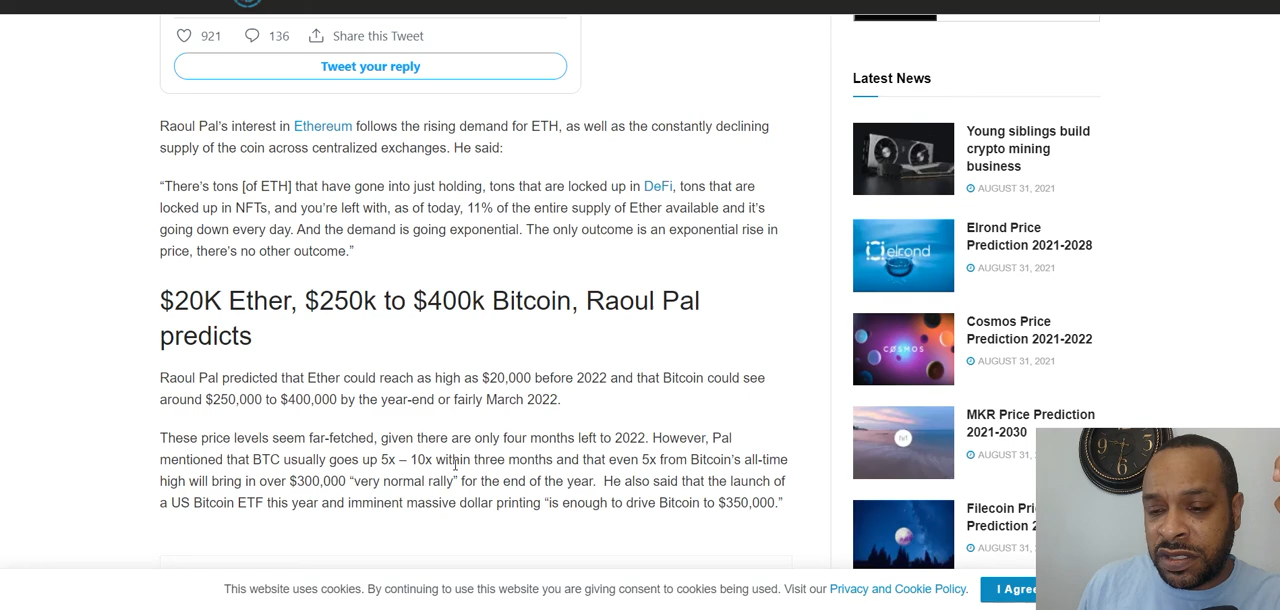 921 136 Share this Tweet
Tweet your reply
Raoul Pal's interest in Ethereum follows the rising demand for ETH, as well as the constantly declining
supply of the coin across centralized exchanges. He said:
“There's tons [of ETH] that have gone into just holding, tons that are locked up in DeFi, tons that are
locked up in NFTs, and you're left with, as of today, 11% of the entire supply of Ether available and it's
going down every day. And the demand is going exponential. The only outcome is an exponential rise in
price, there's no other outcome.”
$20K Ether, $250k to $400k Bitcoin, Raoul Pal
predicts
Raoul Pal predicted that Ether could reach as high as $20,000 before 2022 and that Bitcoin could see
around $250,000 to $400,000 by the year-end or fairly March 2022.
These price levels seem far-fetched, given there are only four months left to 2022. However, Pal
mentioned that BTC usually goes up 5x – 10x within three months and that even 5x from Bitcoin's all-time
high will bring in over $300,000 “very normal rally” for the end of the year. He also said that the launch of
a US Bitcoin ETF this year and imminent massive dollar printing “is enough to drive Bitcoin to $350,000.”
Latest News
Young siblings build
crypto mining
business
AUGUST 31, 2021
elrond
Elrond Price
Prediction 2021-2028
AUGUST 31, 2021
COSMOS
Cosmos Price
Prediction 2021-2022
AUGUST 31, 2021
MKR Price Prediction
2021-2030
AUGUST 31,
Filecoin Pri
Prediction 2
AUGUST 31,
This website uses cookies. By continuing to use this website you are giving consent to cookies being used. Visit our Privacy and Cookie Policy.
I Agree